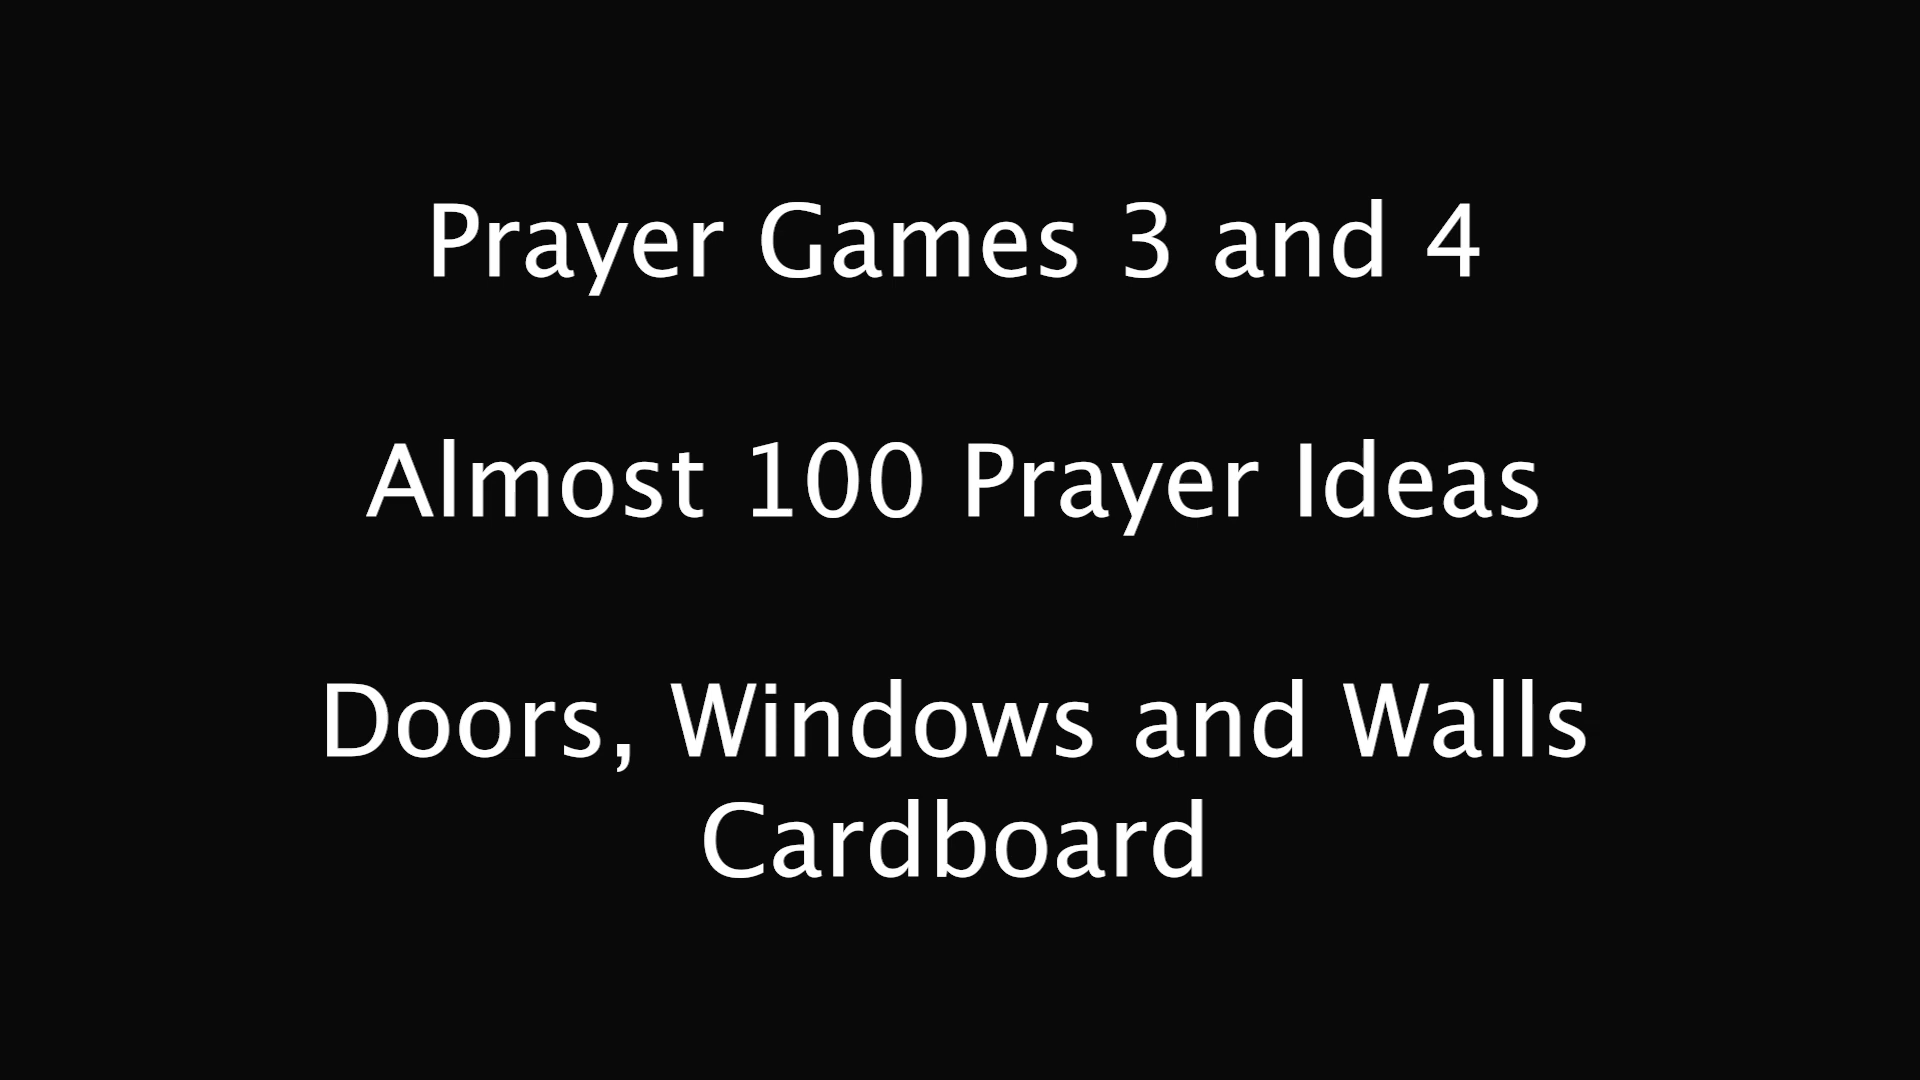 Prayer Games 3 and 4
Almost 100 Prayer Ideas
Doors, Windows and Walls
Cardboard